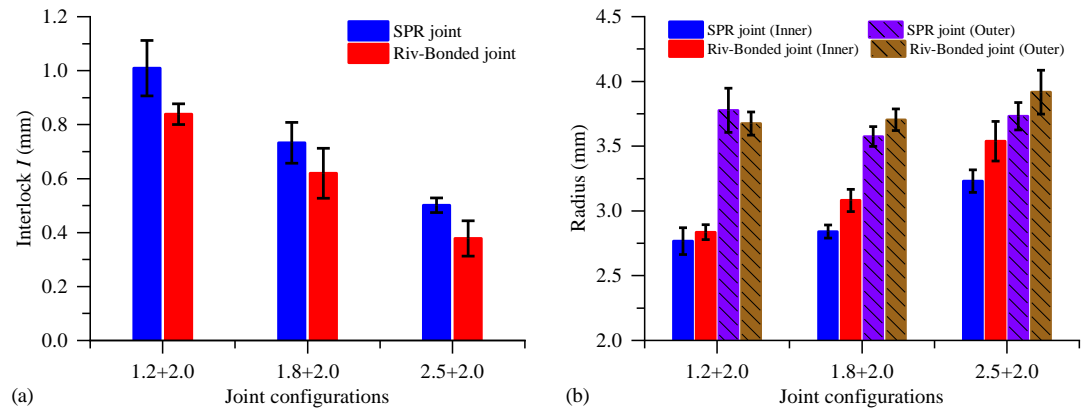 Interlock I (mm)
1.2
1.0
0.8
0.6
0.4
0.2
0.0
SPR joint
Riv-Bonded joint
1.2+2.0
1.8+2.0
2.5+2.0
(a)
Joint configurations
Radius (mm)
4.5
4.0
3.5
3.0
2.5
2.0
SPR joint (Inner)
SPR joint (Outer)
Riv-Bonded joint (Inner)
Riv-Bonded joint (Outer)
1.2+2.0
1.8+2.0
2.5+2.0
(b)
Joint configurations